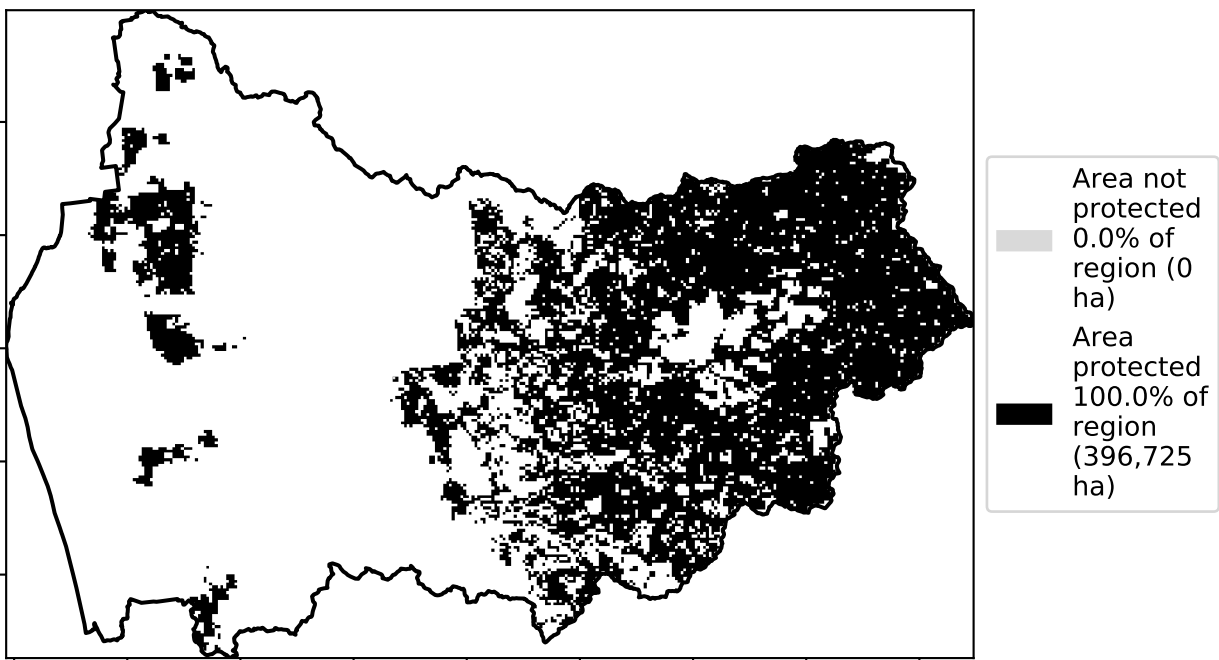 Area not
protected
0.0% of
region (0
ha)
Area
protected
100.0% of
region
(396,725
ha)